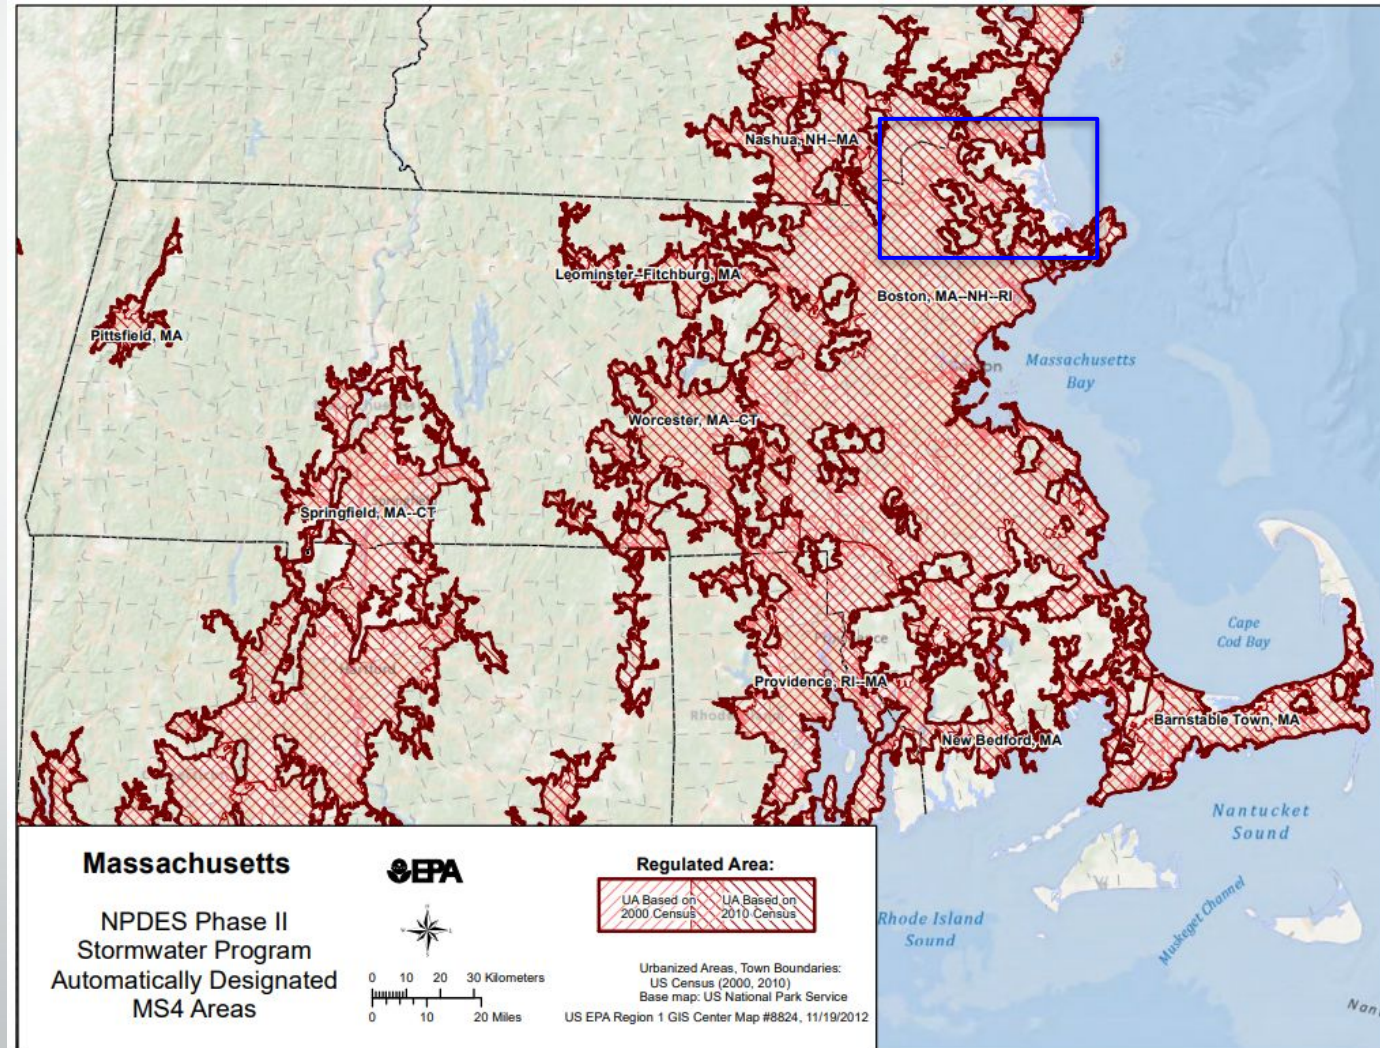 Nashua, NH--MA
Leominster--Fitchburg, MA
Boston, MA--NH--RI
Pittsfield, MA
Massachusetts
Bay
Worcester, MA--CT
Springfield, MA--CT
Cape
Cod Bay
Providence, RI--MA
Barnstable Town, MA
New Bedford, MA
Nantucket
Sound
Muskeget Channel
Rhode Island
Sound
Massachusetts
NPDES Phase II
Stormwater Program
Automatically Designated
MS4 Areas
EPA
0 10 20 30 Kilometers
0 10 20 Miles
Regulated Area:
UA Based on
2000 Census
UA Based on
2010 Census
Urbanized Areas, Town Boundaries:
US Census (2000, 2010)
Base map: US National Park Service
US EPA Region 1 GIS Center Map #8824, 11/19/2012